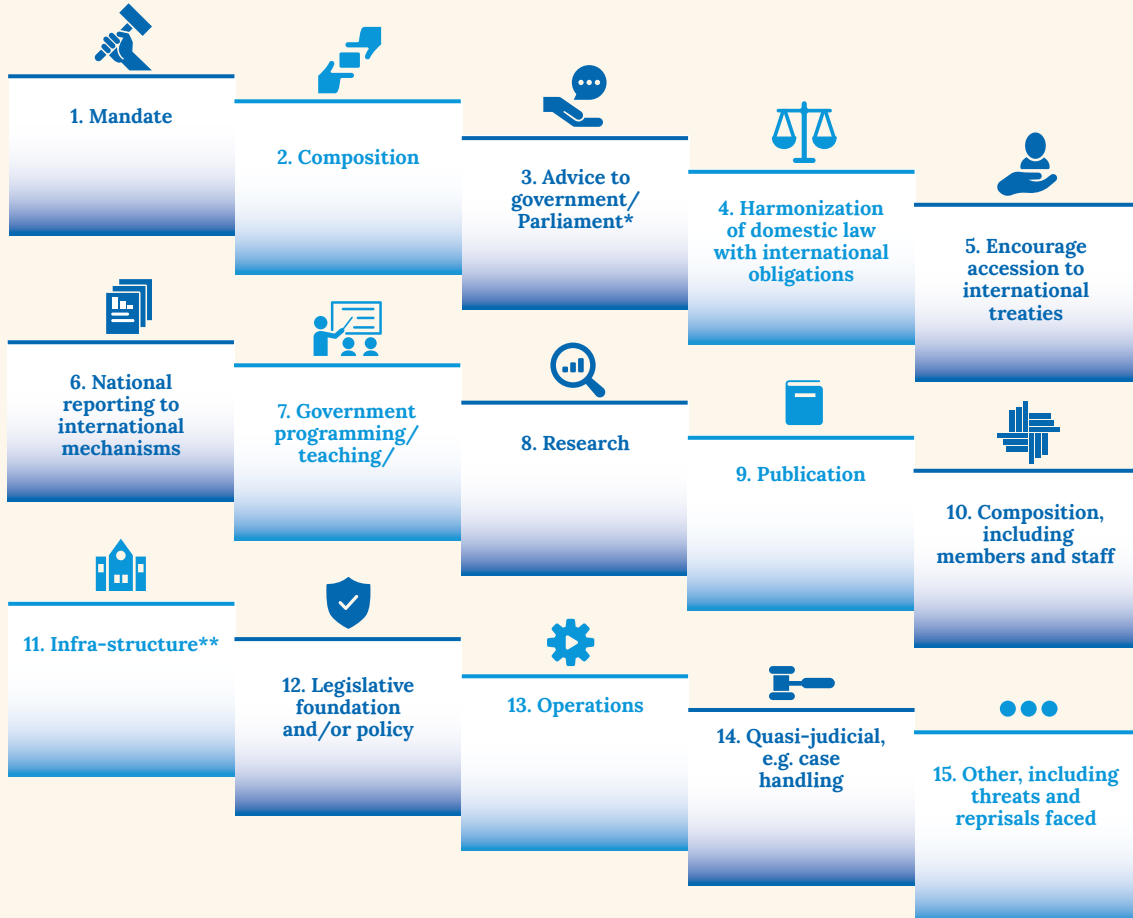 1. Mandate
2. Composition
3. Advice to
government/
Parliament*
4. Harmonization
of domestic law
with international
obligations
5. Encourage
accession to
international
treaties
6. National
reporting to
international
mechanisms
7. Government
programming/
teaching/
8. Research
9. Publication
10. Composition,
including
members and staff
11. Infra-structure**
12. Legislative
foundation
and/or policy
13. Operations
14. Quasi-judicial,
e.g. case
handling
15. Other, including
threats and
reprisals faced